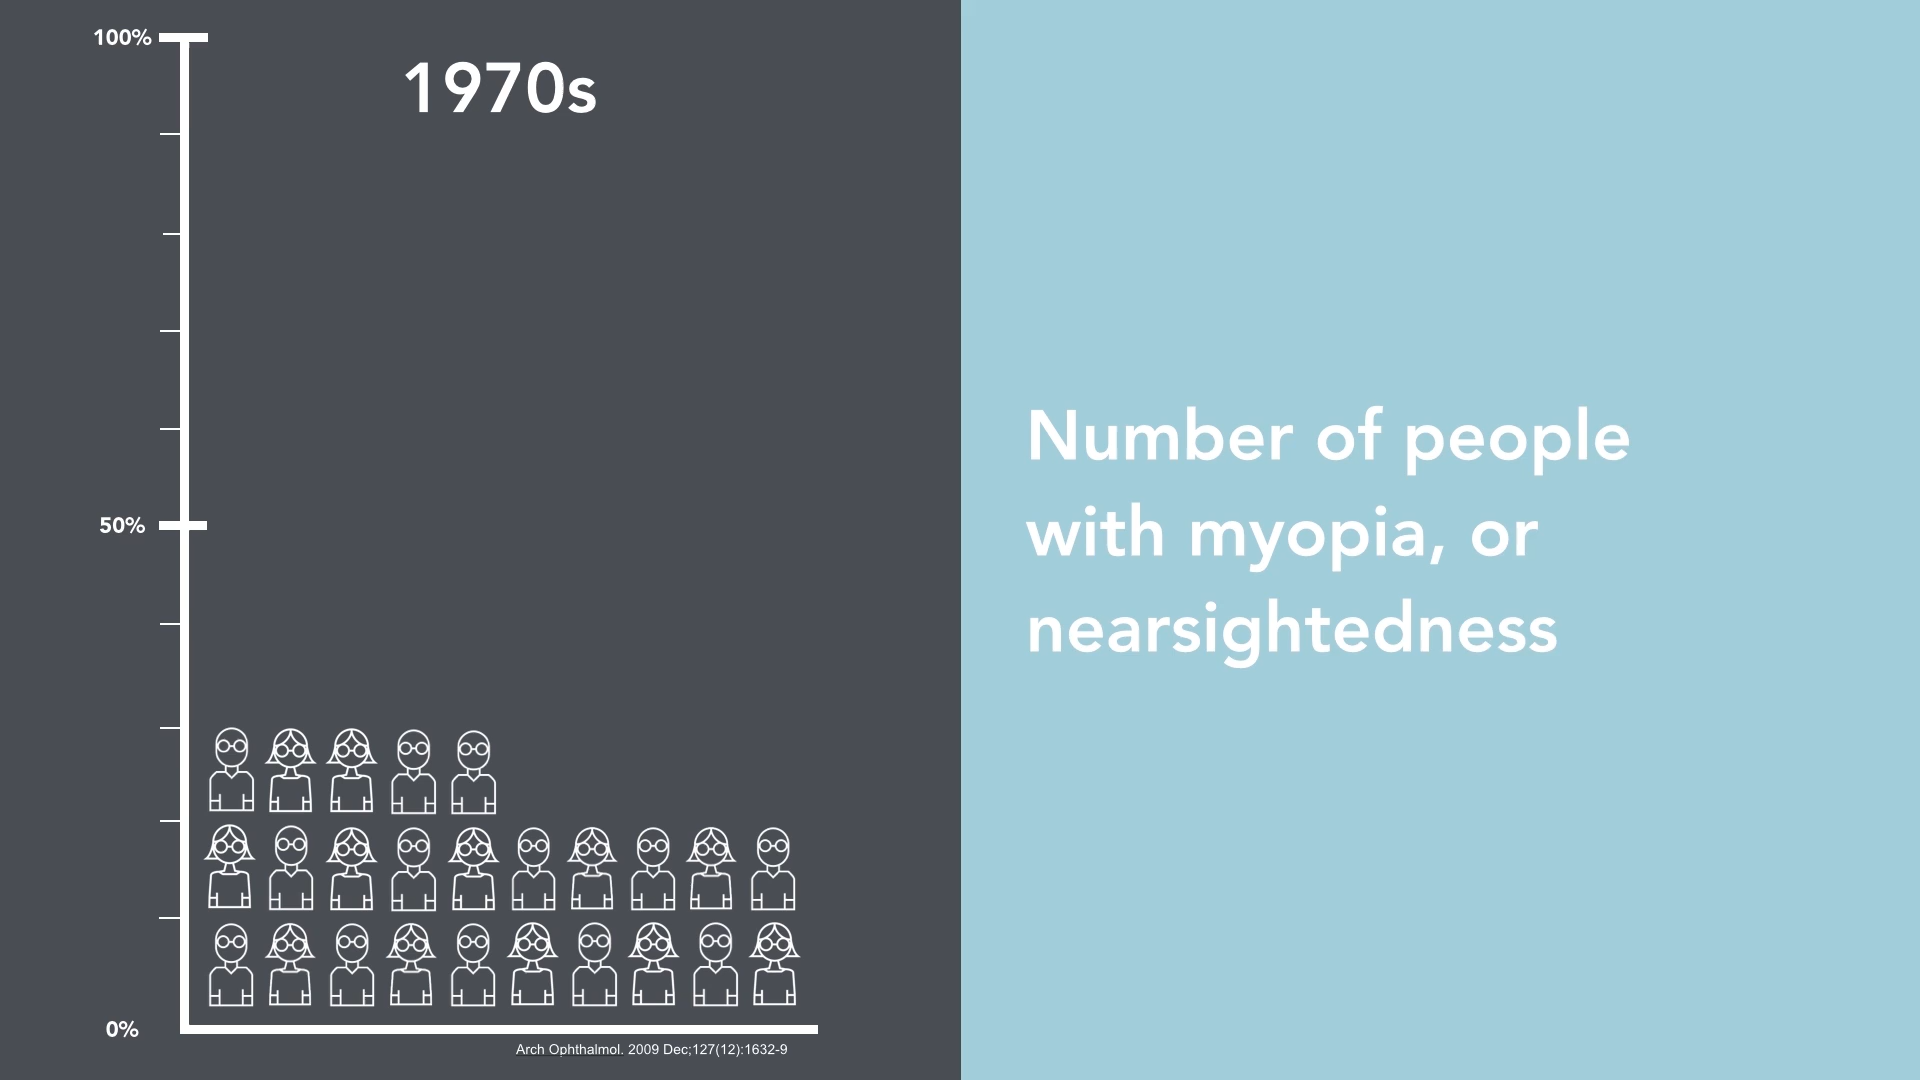 100%
1970s
50%
0%
Arch Ophthalmol. 2009 Dec;127(12):1632-9
Number of people
with myopia, or
nearsightedness